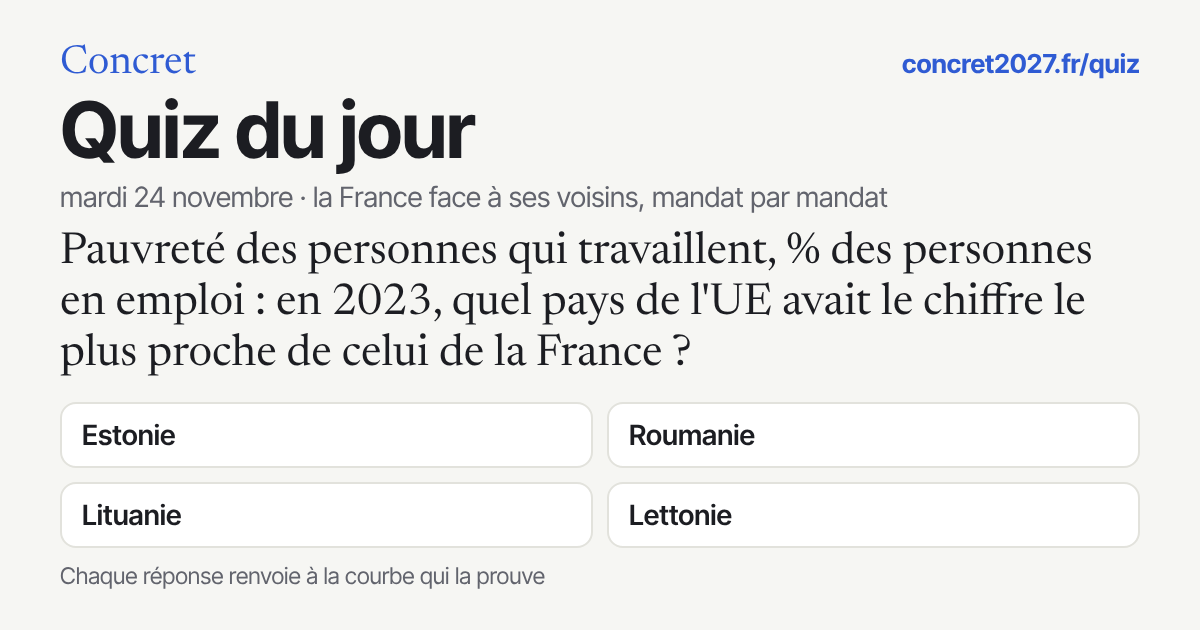 Concret
concret2027.fr/quiz
Quiz du jour
mardi 24 novembre · la France face à ses voisins, mandat par mandat
Pauvreté des personnes qui travaillent, % des personnes
en emploi : en 2023, quel pays de l'UE avait le chiffre le
plus proche de celui de la France ?
Estonie
Roumanie
Lituanie
Lettonie
Chaque réponse renvoie à la courbe qui la prouve